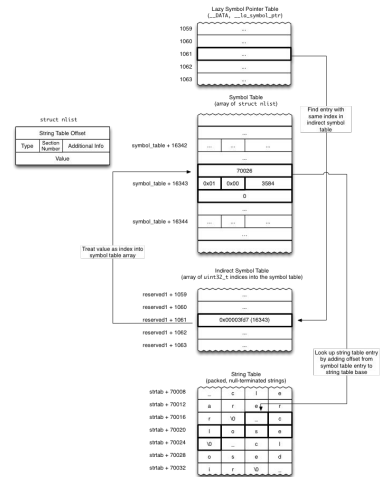 Lazy Symbol Pointer Table
(__DATA, __la_symbol_ptr)
1059 ...
1060 ...
1061 ...
1062 ...
1063 ...
Find entry with
same index in
indirect symbol
table
Symbol Table
(array of struct nlist)
struct nlist
String Table Offset
Type Section Number Additional Info
Value
...
symbol_table + 16342 ... ... ...
...
70026
symbol_table + 16343 0x01 0x00 3584
0
...
symbol_table + 16344 ... ... ...
...
Treat value as index into
symbol table array
Indirect Symbol Table
(array of uint32_t indices into the symbol table)
reserved1 + 1059 ...
reserved1 + 1060 ...
reserved1 + 1061 0x00003fd7 (16343)
reserved1 + 1062 ...
reserved1 + 1063 ...
Look up string table entry
by adding offset from
symbol table entry to
string table base
String Table
(packed, null-terminated strings)
strtab + 70008 _ c l e
strtab + 70012 a r e r
strtab + 70016 r \0 _ c
strtab + 70020 l o s e
strtab + 70024 \0 _ c l
strtab + 70028 o s e d
strtab + 70032 i r \0 _